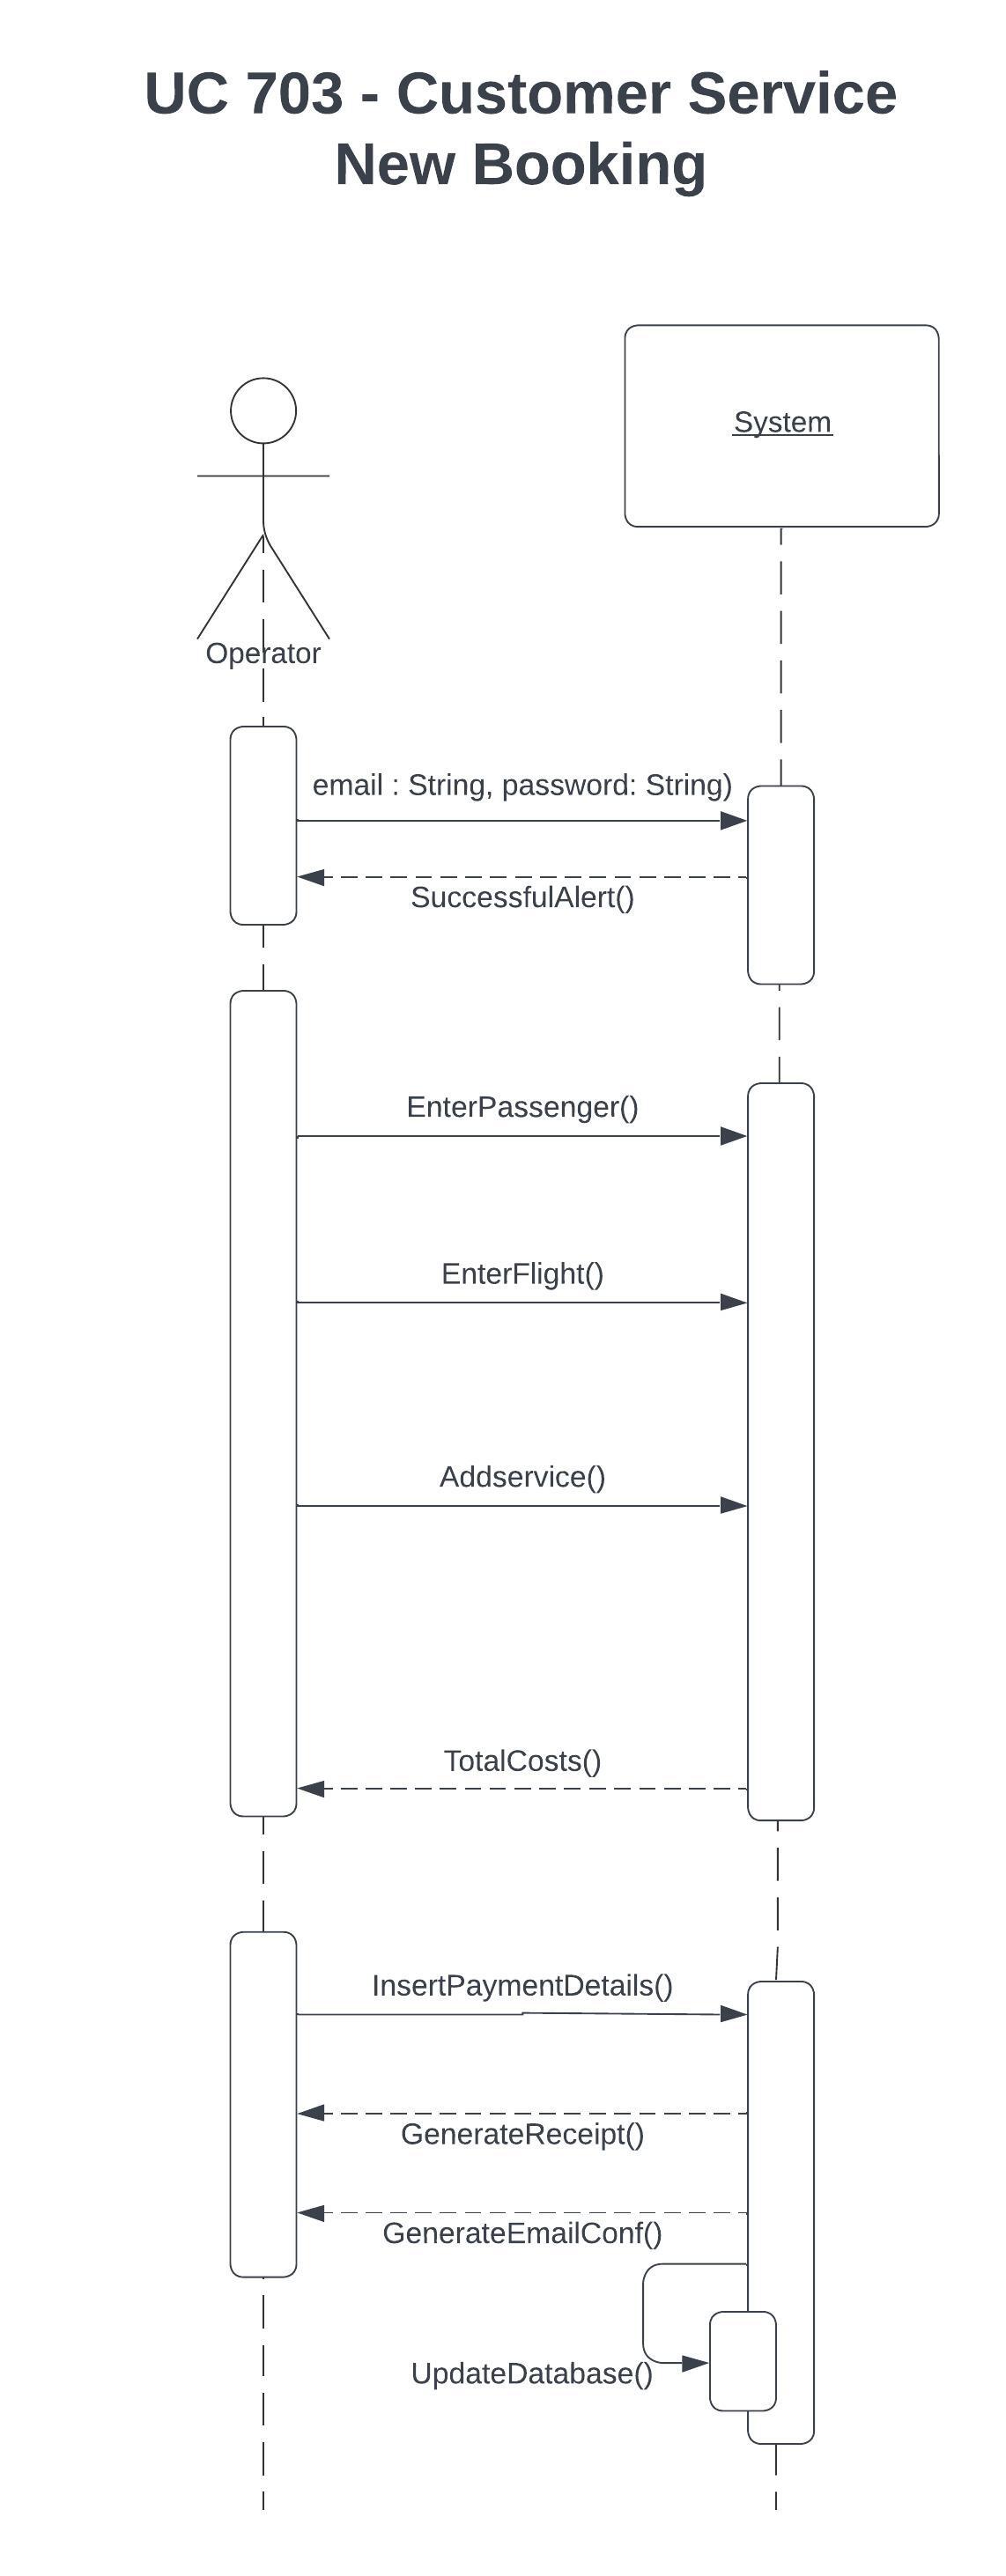 UC 703 - Customer Service
New Booking
System
Operator
email : String, password: String)
SuccessfulAlert()
EnterPassenger()
EnterFlight()
Addservice()
TotalCosts()
InsertPaymentDetails()
GenerateReceipt()
GenerateEmailConf()
UpdateDatabase()